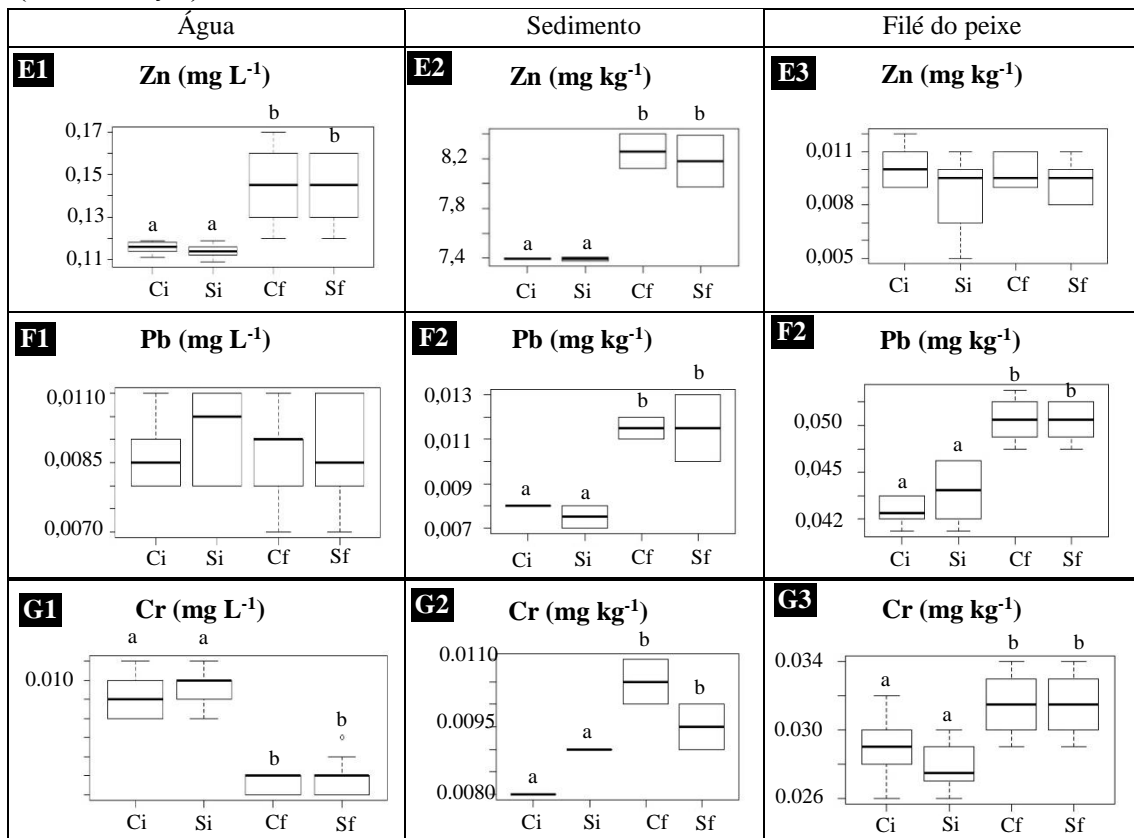 Água
Sedimento
Filé do peixe
E1 Zn (mg L-1)
b
b
0,17
0,15
0,13
0,11
a
a
Ci Si Cf Sf
E2 Zn (mg kg-1)
b b
8,2
7,8
7,4
a a
Ci Si Cf Sf
E3 Zn (mg kg-1)
0,011
0,008
0,005
Ci Si Cf Sf
F1 Pb (mg L-1)
0,0110
0,0085
0,0070
Ci Si Cf Sf
F2 Pb (mg kg-1)
b
b
0,013
0,011
0,009
0,007
a a
Ci Si Cf Sf
F2 Pb (mg kg-1)
b
b
0,050
0,045
0,042
a
a
Ci Si Cf Sf
G1 Cr (mg L-1)
a a
0.010
b
b
Ci Si Cf Sf
G2 Cr (mg kg-1)
b
0.0110
b
0.0095
a
a
0.0080
Ci Si Cf Sf
G3 Cr (mg kg-1)
b b
0.034
a
a
0.030
0.026
Ci Si Cf Sf